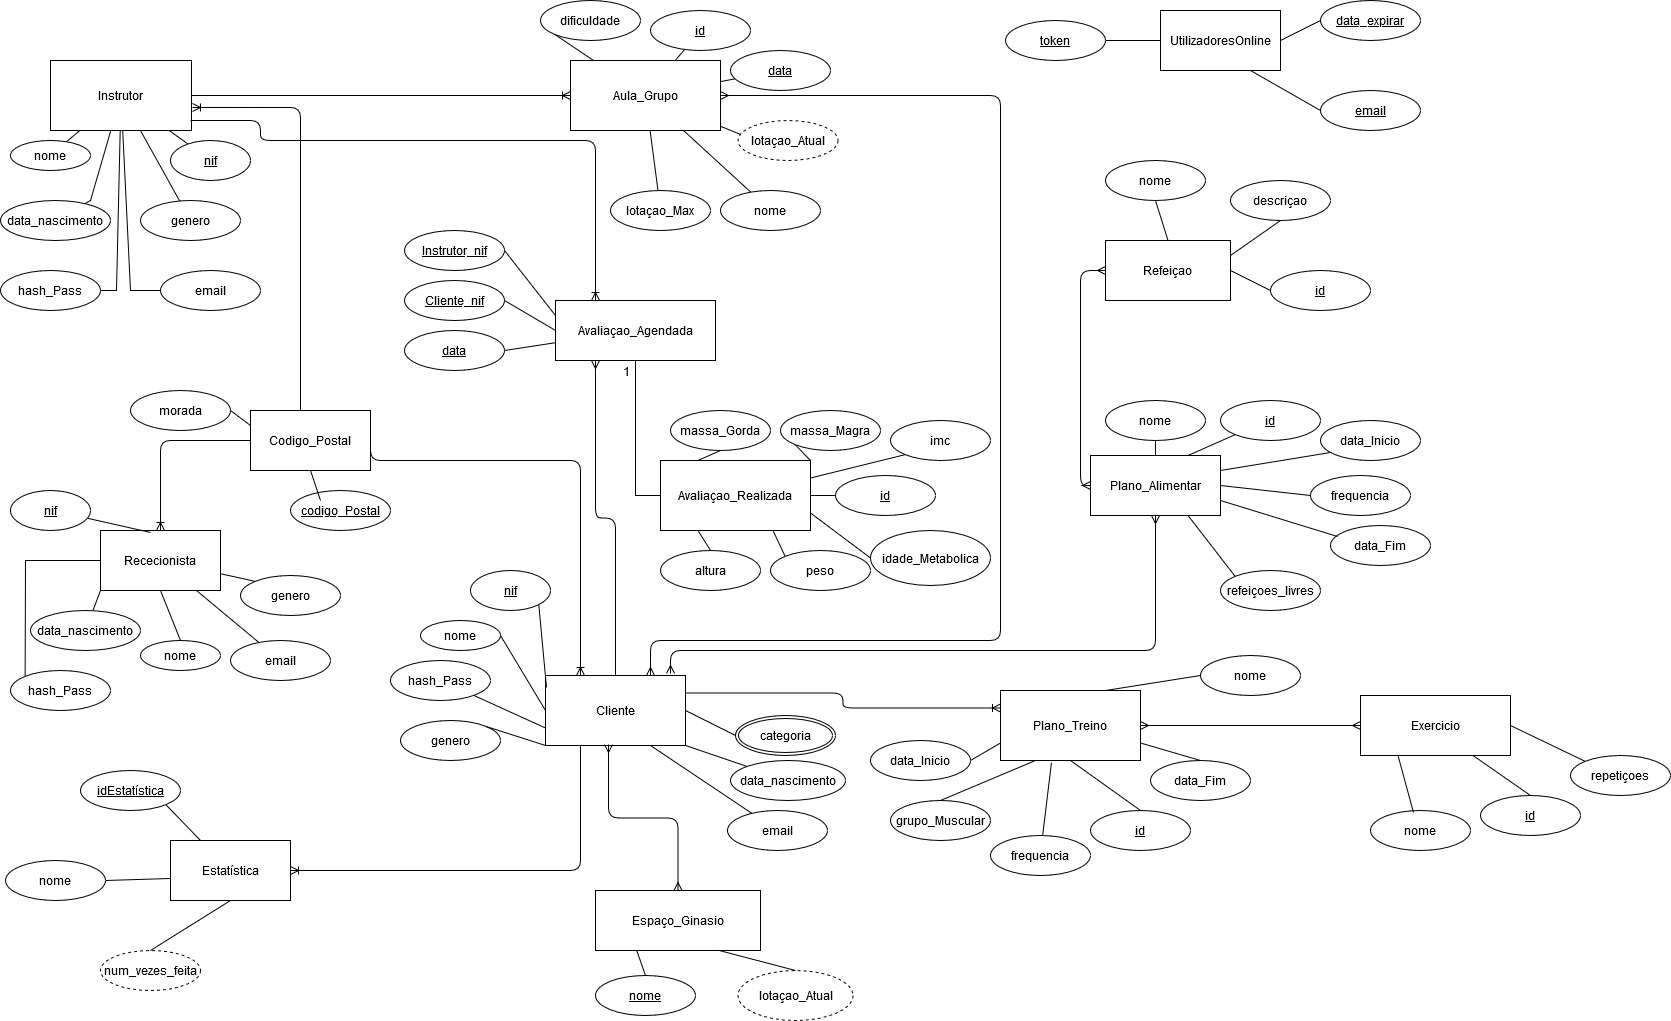 dificuldade
id
data_expirar
token
UtilizadoresOnline
data
Instrutor
Aula_Grupo
email
lotaçao_Atual
nome
nif
nome
descriçao
data_nascimento
genero
lotaçao_Max
nome
Instrutor_nif
Refeiçao
hash_Pass
email
id
Cliente_nif
Avaliaçao_Agendada
data
1
morada
nome
id
massa_Gorda
massa_Magra
imc
data_Inicio
Codigo_Postal
Plano_Alimentar
Avaliaçao_Realizada
id
frequencia
nif
codigo_Postal
data_Fim
Rececionista
idade_Metabolica
altura
peso
nif
refeiçoes_livres
genero
data_nascimento
nome
nome
email
nome
hash_Pass
hash_Pass
Cliente
Plano_Treino
Exercicio
categoria
genero
data_Inicio
repetiçoes
data_nascimento
data_Fim
idEstatística
id
grupo_Muscular
email
id
nome
frequencia
Estatística
nome
Espaço_Ginasio
num_vezes_feita
nome
lotaçao_Atual